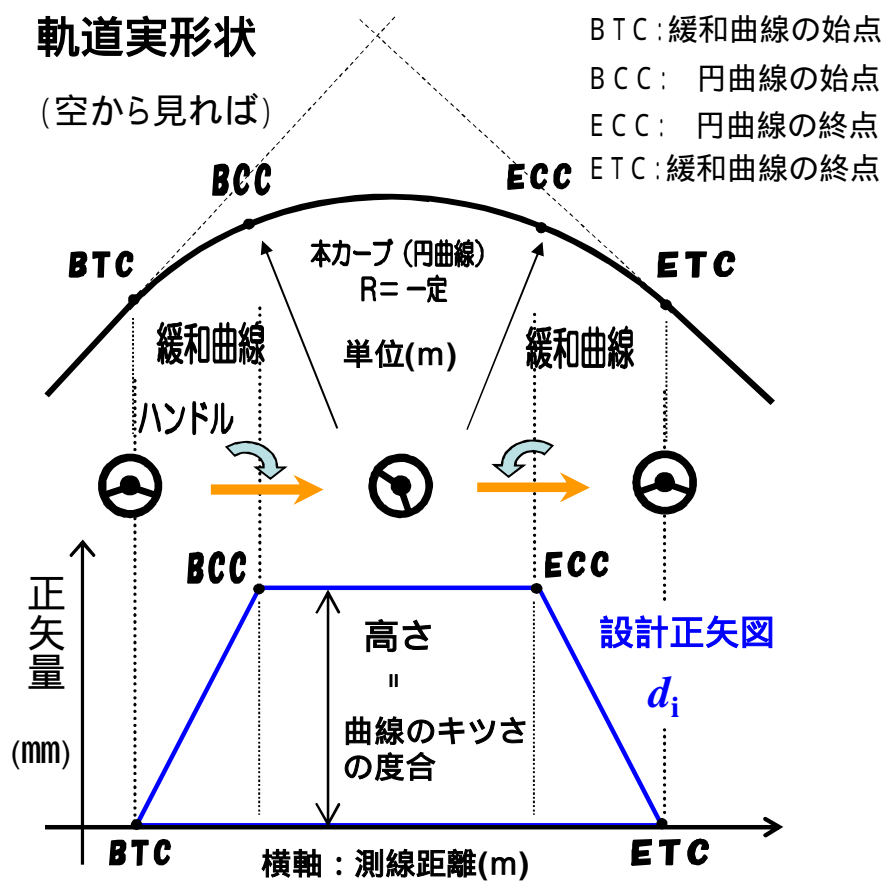 軌道実形状
(空から見れば)
BTC:緩和曲線の始点
BCC: 円曲線の始点
ECC: 円曲線の終点
ETC:緩和曲線の終点
BCC
ECC
BTC
ETC
本カーブ（円曲線）
R＝一定
緩和曲線
単位(m)
緩和曲線
ハンドル
BCC
ECC
正矢量
(mm)
高さ
=
曲線のキツさ
の度合
設計正矢図
di
BTC
ETC
横軸：測線距離(m)